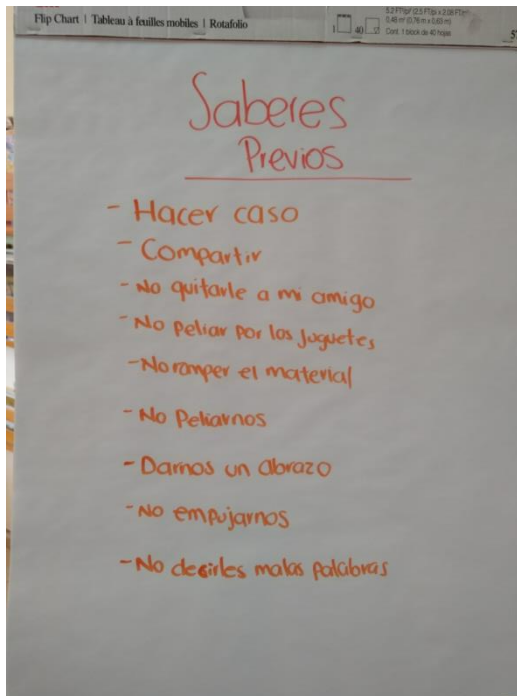 Flip Chart | Tableau à feuilles mobiles | Rotafolio
Saberes
Previos
- Hacer caso
- Compartir
- No quitarle a mi amigo
- No peliar por los juguetes
- No romper el material
- No Peliarnos
- Darnos un abrazo
- No empujarnos
- No decirles malas palabras